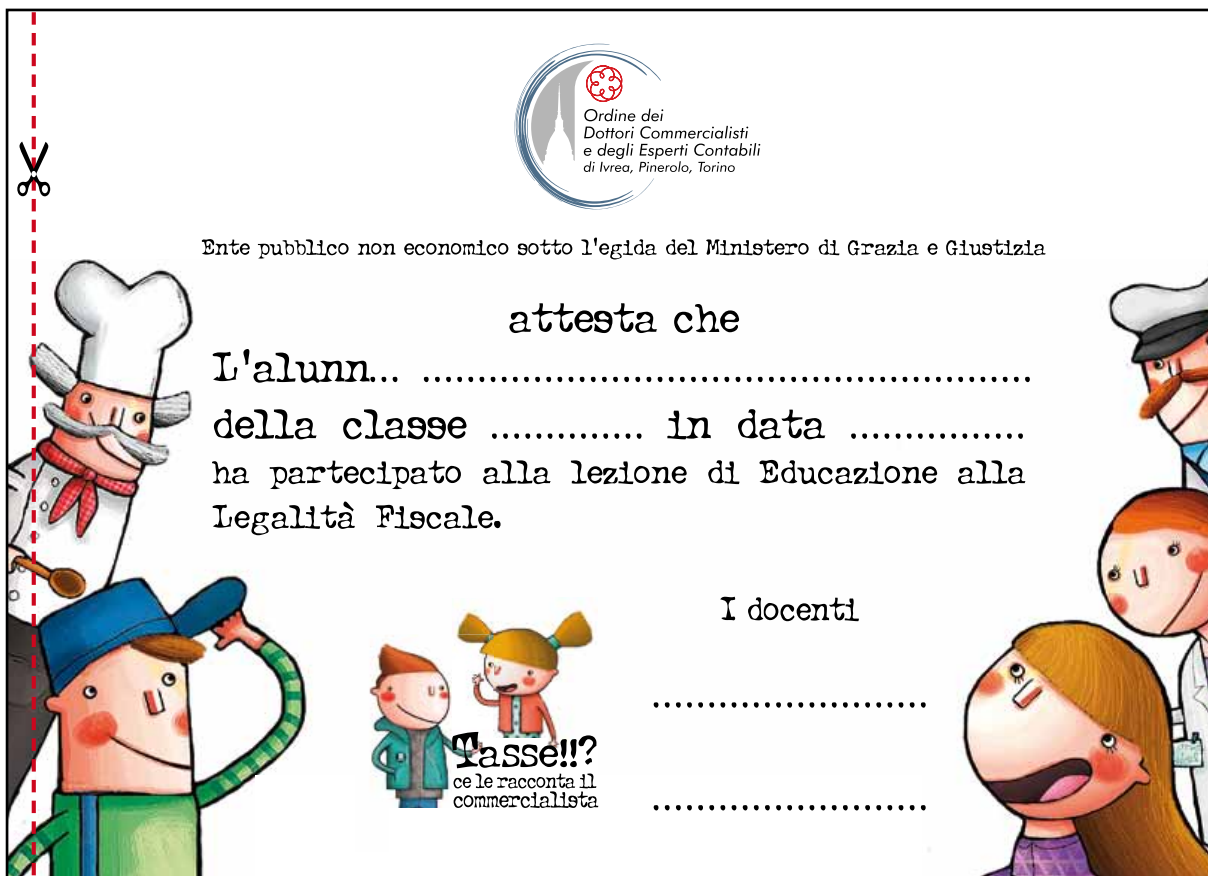 Ordine dei
Dottori Commercialisti
e degli Esperti Contabili
di Ivrea, Pinerolo, Torino
Ente pubblico non economico sotto l'egida del Ministero di Grazia e Giustizia
attesta che
L'alunn... .......................................................
della classe .............. in data ................
ha partecipato alla lezione di Educazione alla
Legalità Fiscale.
I docenti
.........................
.........................
Tasse!!?
ce le racconta il
commercialista